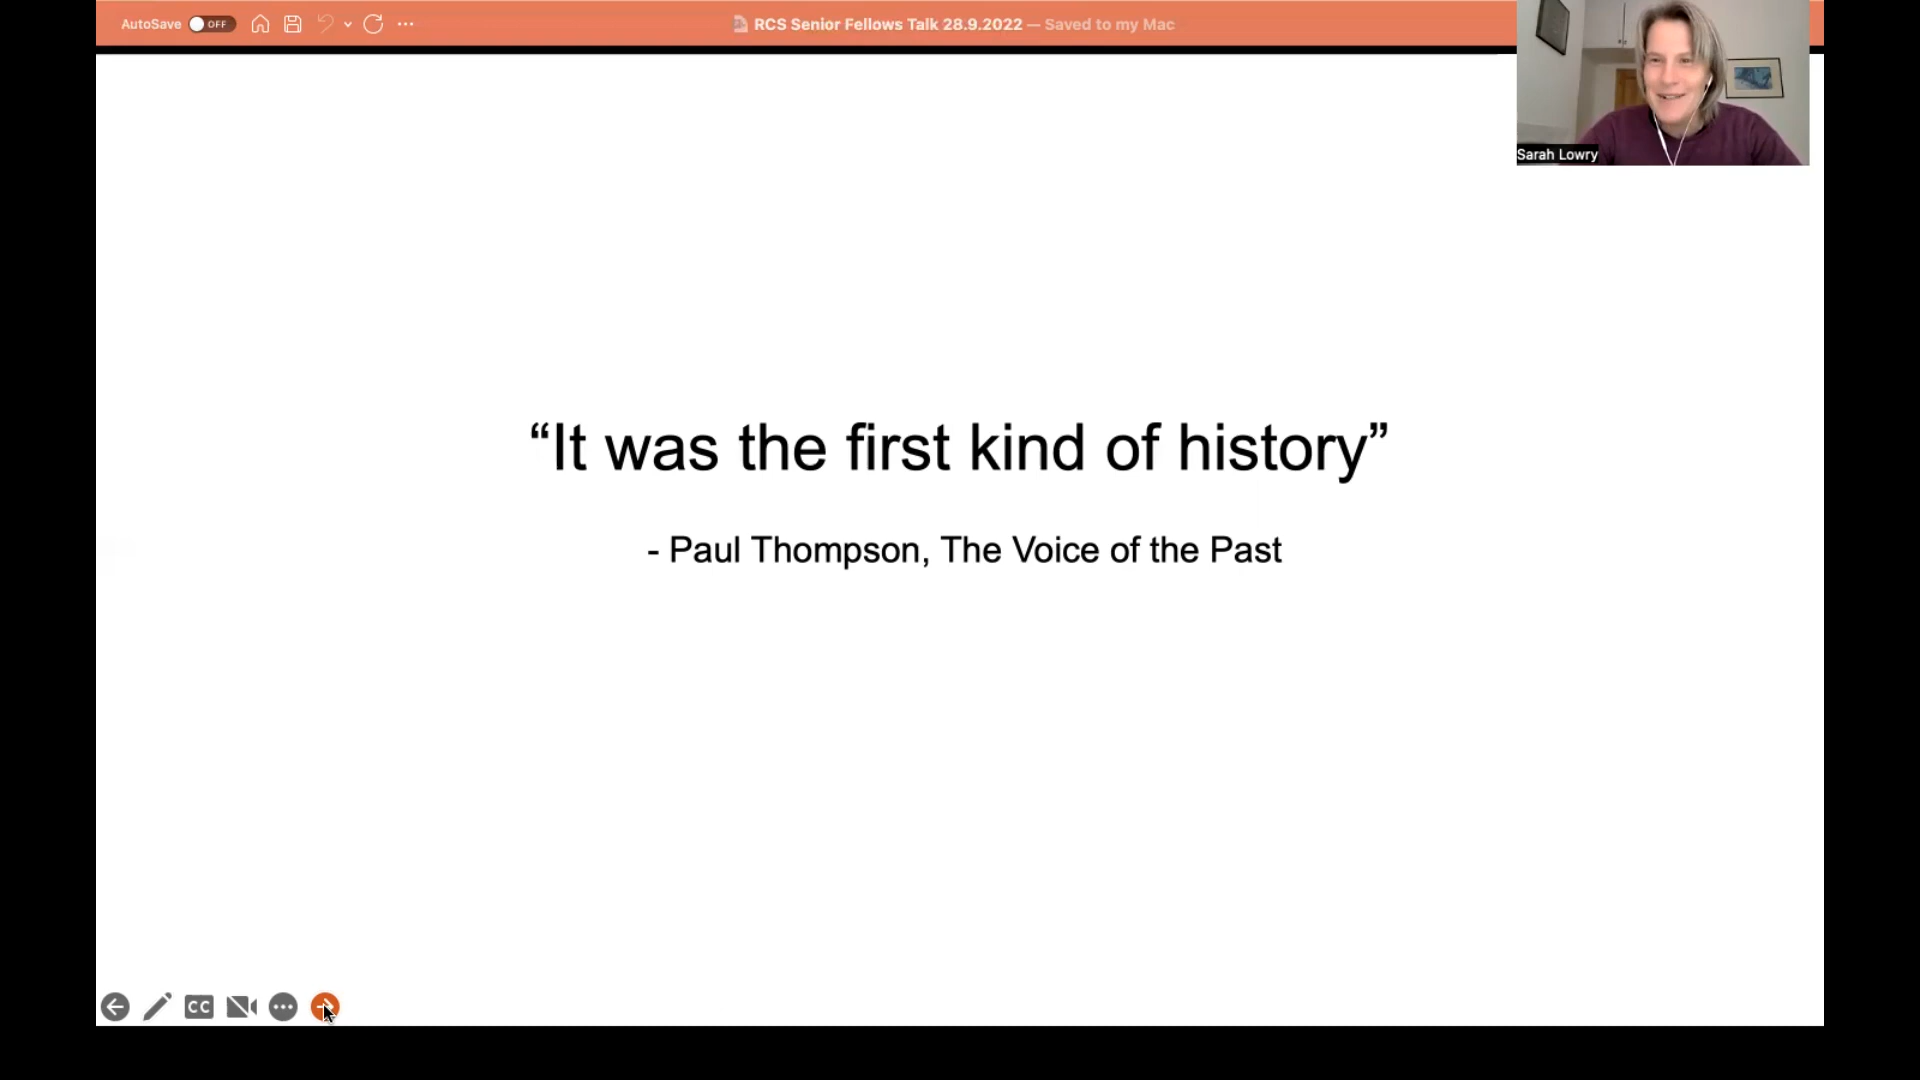 AutoSave OFF
RCS Senior Fellows Talk 28.9.2022 — Saved to my Mac
Sarah Lowry
“It was the first kind of history”
- Paul Thompson, The Voice of the Past
CC